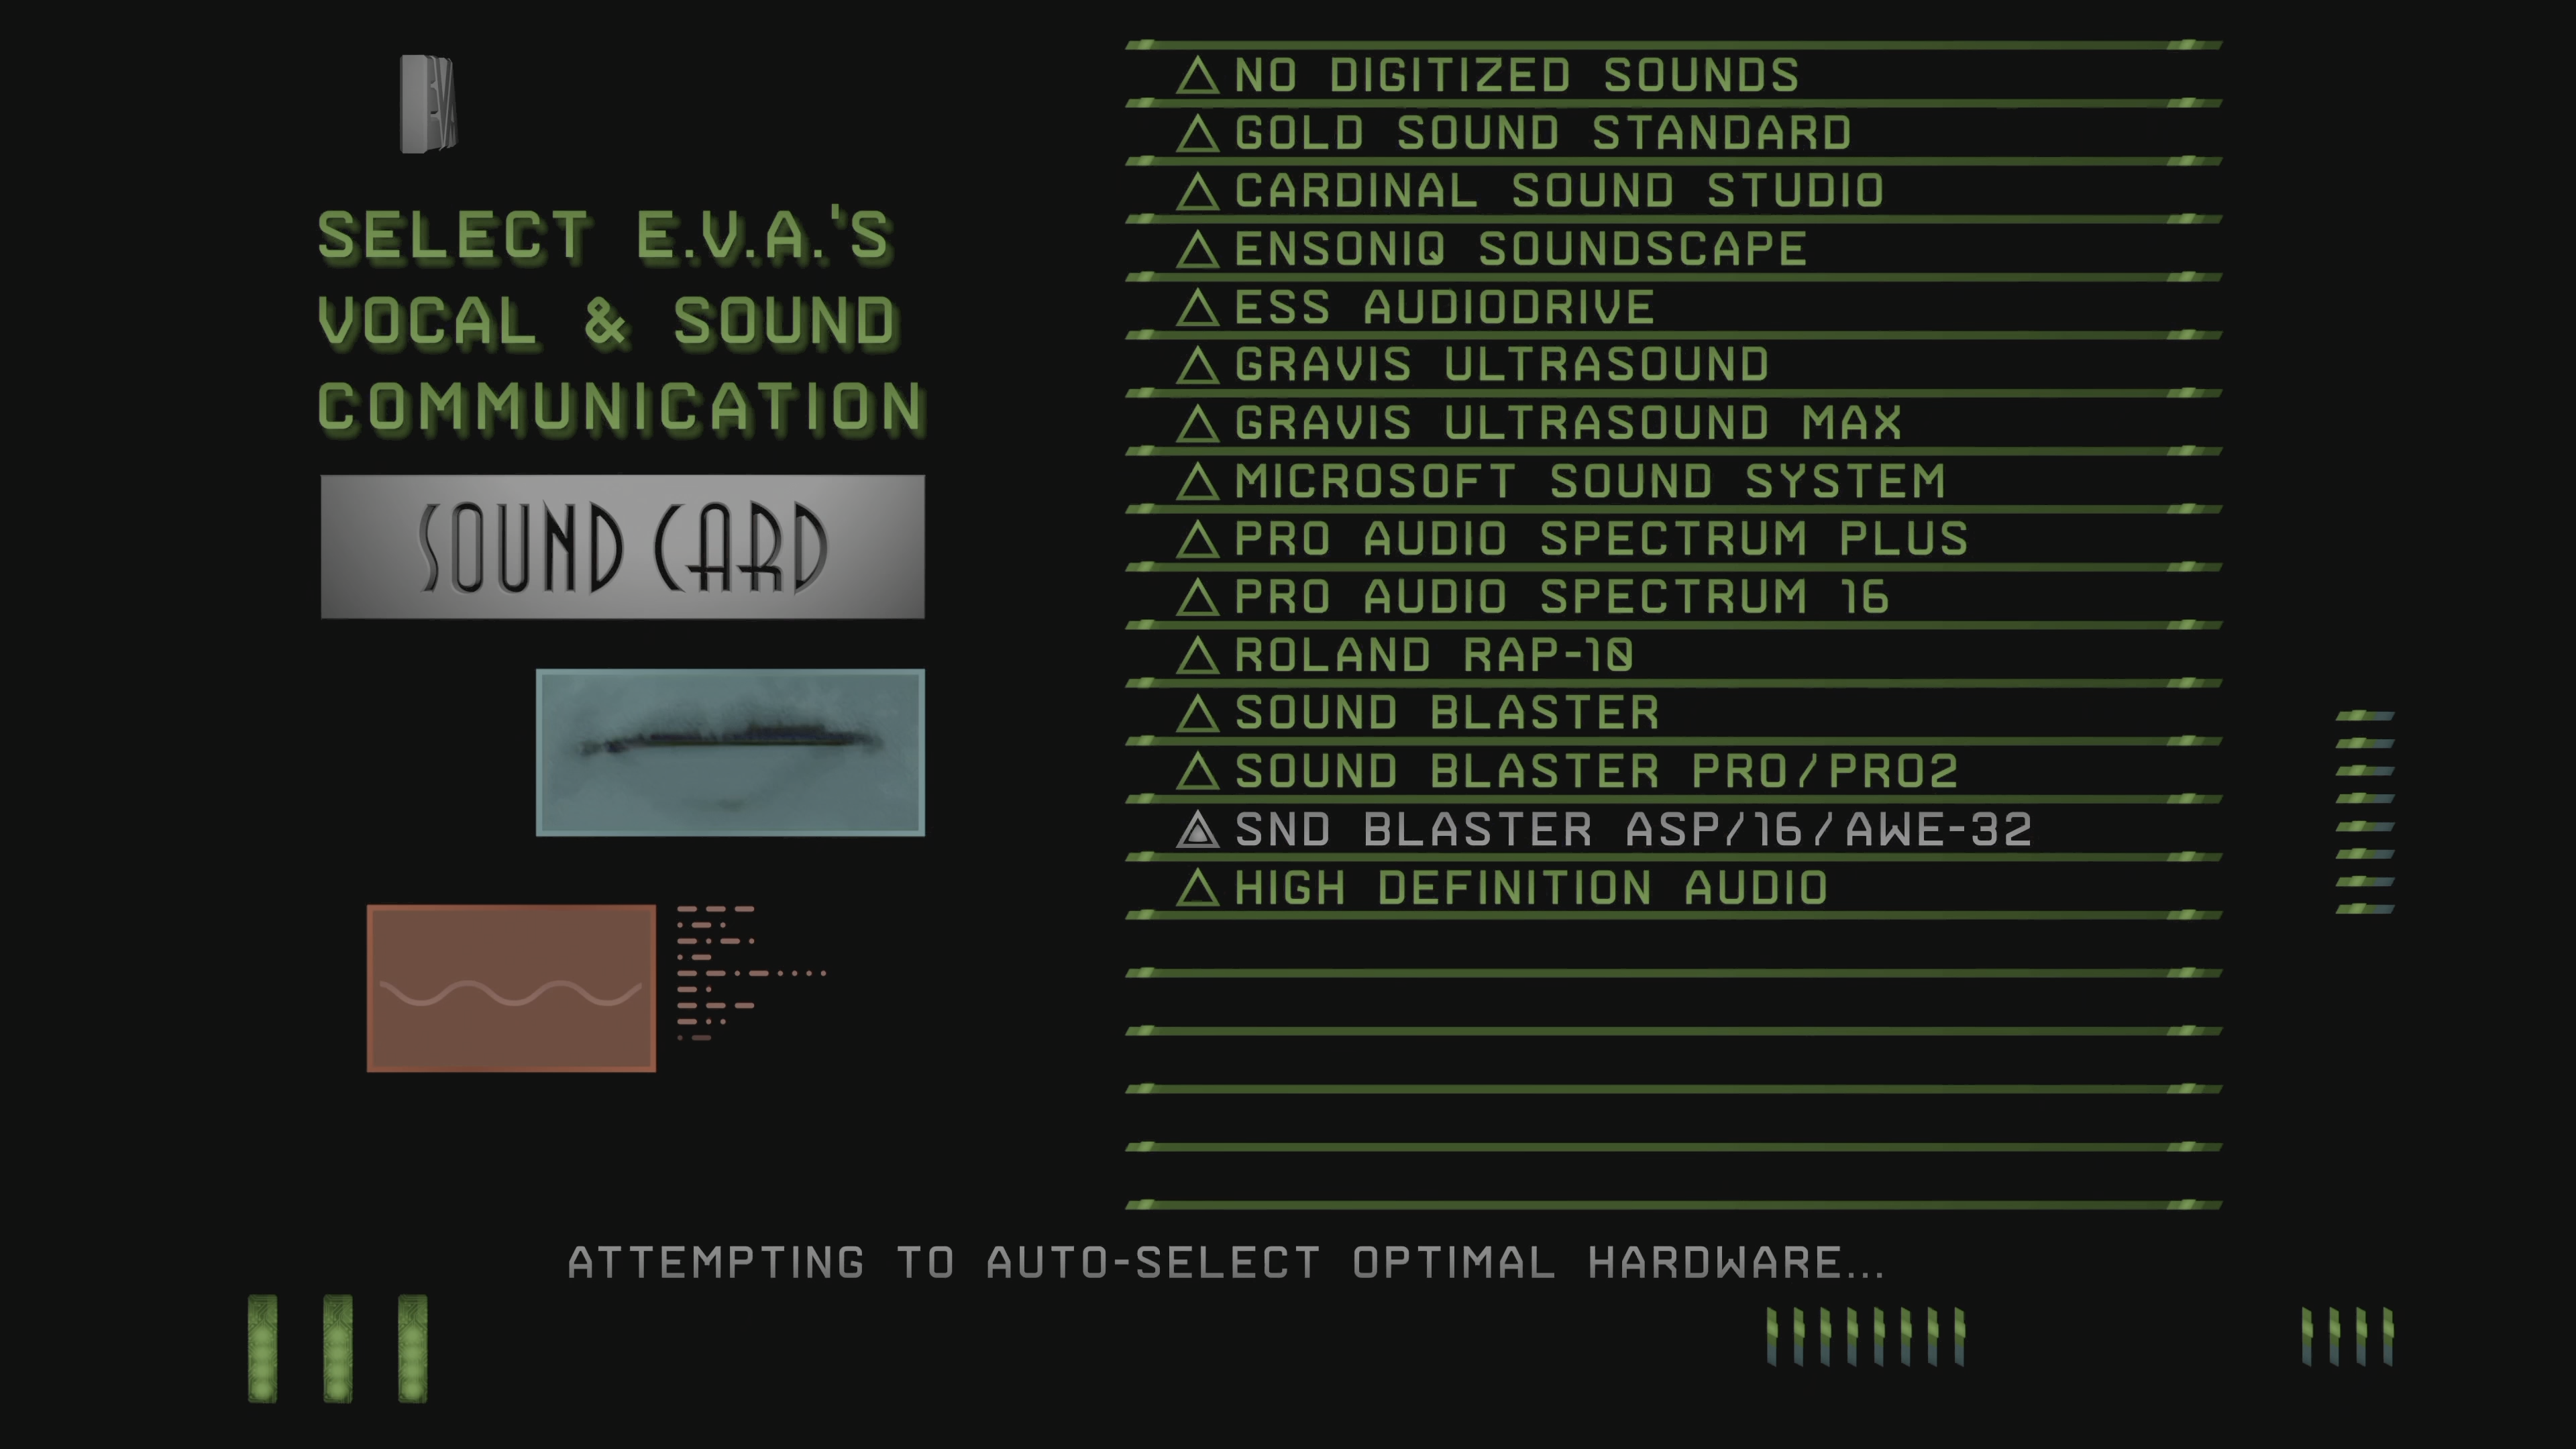 EVA
SELECT E.V.A.'S
VOCAL & SOUND
COMMUNICATION
SOUND CARD
NO DIGITIZED SOUNDS
GOLD SOUND STANDARD
CARDINAL SOUND STUDIO
ENSONIQ SOUNDSCAPE
ESS AUDIODRIVE
GRAVIS ULTRASOUND
GRAVIS ULTRASOUND MAX
MICROSOFT SOUND SYSTEM
PRO AUDIO SPECTRUM PLUS
PRO AUDIO SPECTRUM 16
ROLAND RAP-10
SOUND BLASTER
SOUND BLASTER PRO/PRO2
SND BLASTER ASP/16/AWE-32
HIGH DEFINITION AUDIO
ATTEMPTING TO AUTO-SELECT OPTIMAL HARDWARE...